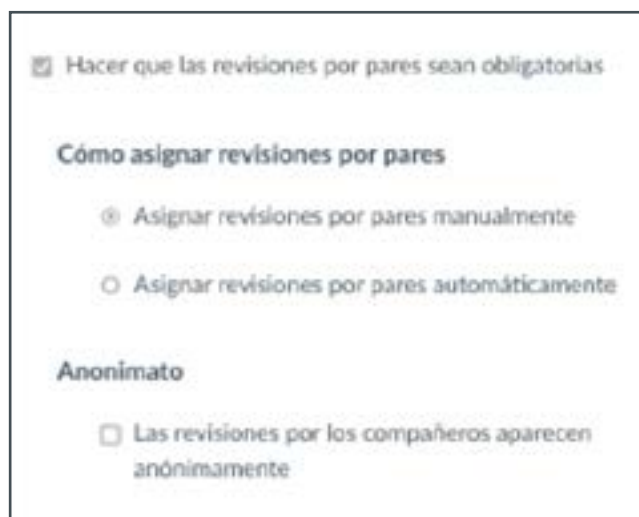 Hacer que las revisiones por pares sean obligatorias
Cómo asignar revisiones por pares
Asignar revisiones por pares manualmente
Asignar revisiones por pares automáticamente
Anonimato
Las revisiones por los compañeros aparecen
anónimamente